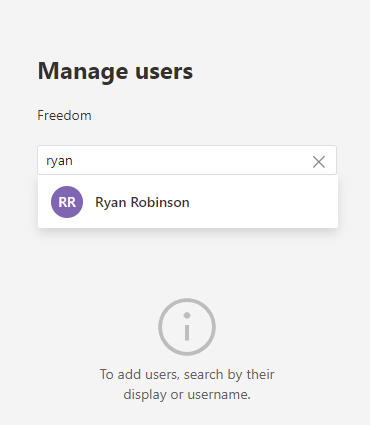 Manage users
Freedom
ryan
RR Ryan Robinson
To add users, search by their
display or username.